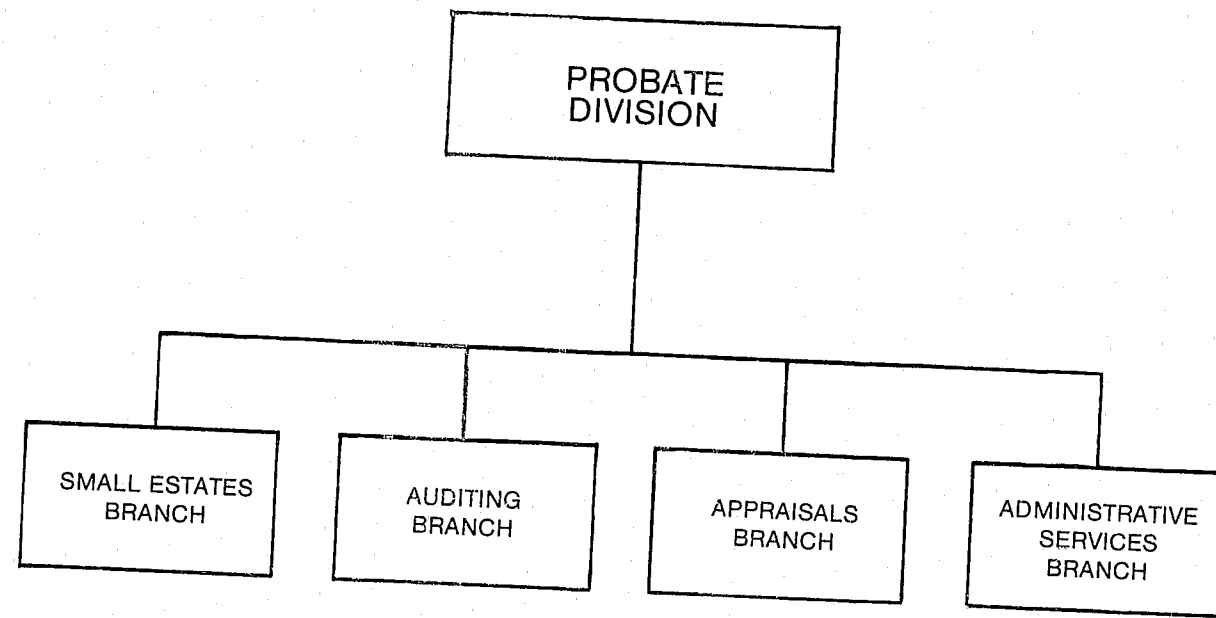 PROBATE
DIVISION
SMALL ESTATES
BRANCH
AUDITING
BRANCH
APPRAISALS
BRANCH
ADMINISTRATIVE
SERVICES
BRANCH